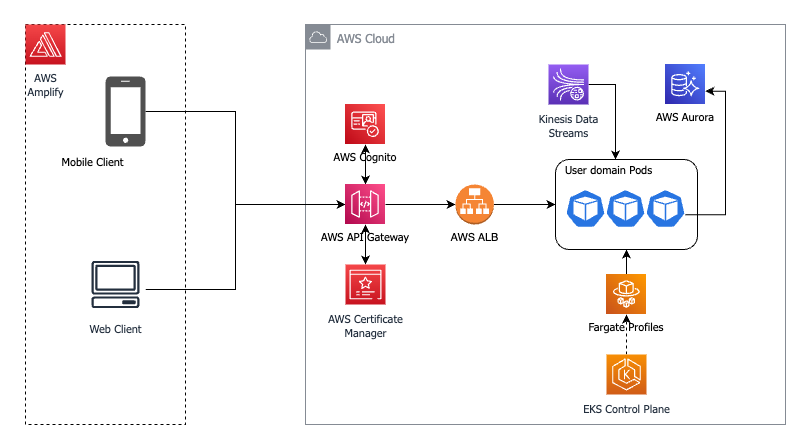 AWS
Amplify
Mobile Client
Web Client
AWS Cloud
AWS Cognito
AWS API Gateway
AWS Certificate
Manager
AWS ALB
Kinesis Data
Streams
AWS Aurora
User domain Pods
Fargate Profiles
EKS Control Plane
K